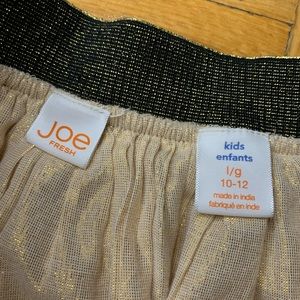 Joe
FRESH
kids
enfants
l/g
10-12
made in india
fabriqué en inde